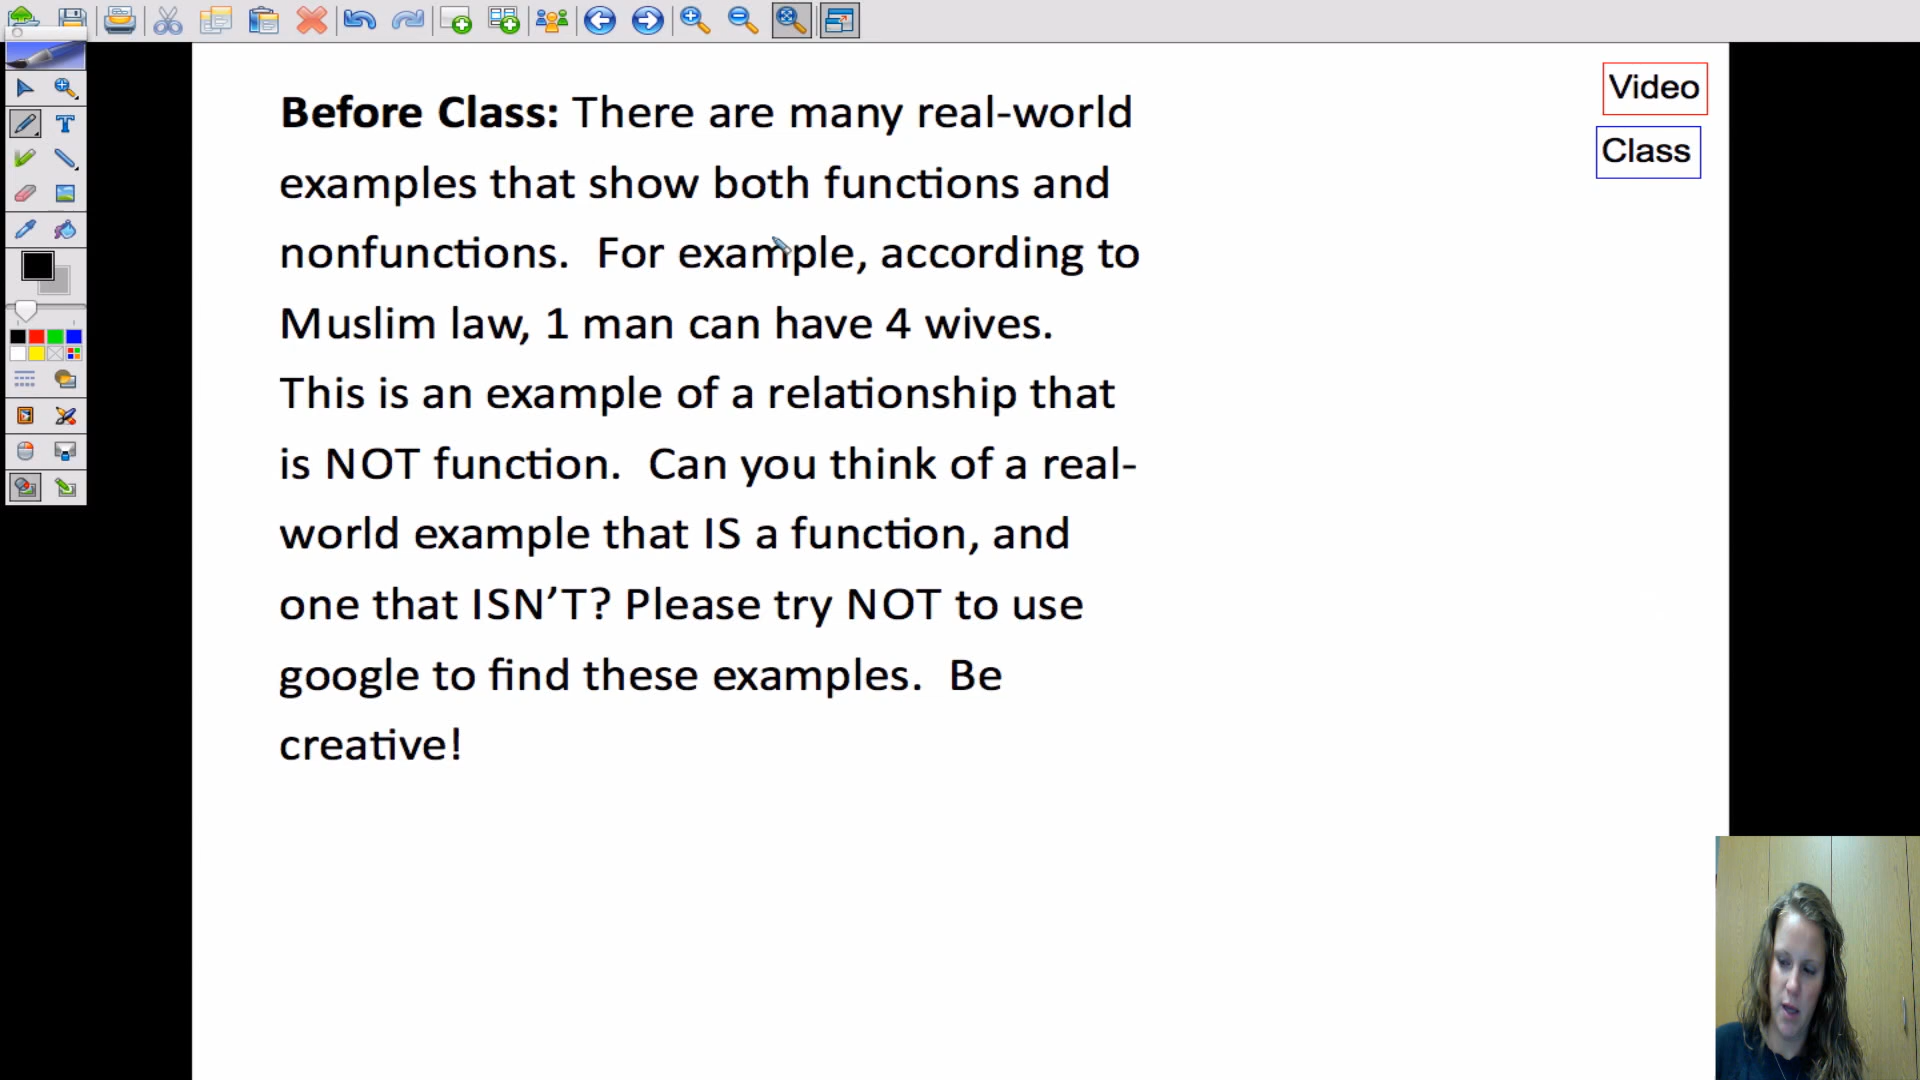 Before Class: There are many real-world
examples that show both functions and
nonfunctions.  For example, according to
Muslim law, 1 man can have 4 wives.
This is an example of a relationship that
is NOT function.  Can you think of a real-
world example that IS a function, and
one that ISN’T? Please try NOT to use
google to find these examples.  Be
creative!
Video
Class